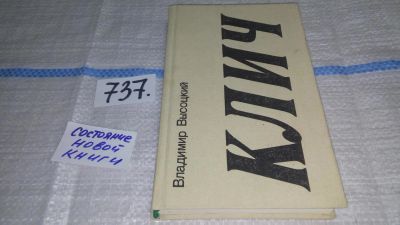 737.
состояние
новой
книги
Владимир Высоцкий
КЛИЧ